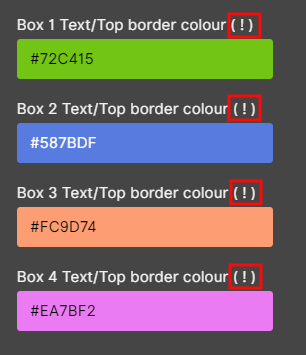 Box 1 Text/Top border colour ( ! )
#72C415
Box 2 Text/Top border colour ( ! )
#587BDF
Box 3 Text/Top border colour ( ! )
#FC9D74
Box 4 Text/Top border colour ( ! )
#EA7BF2